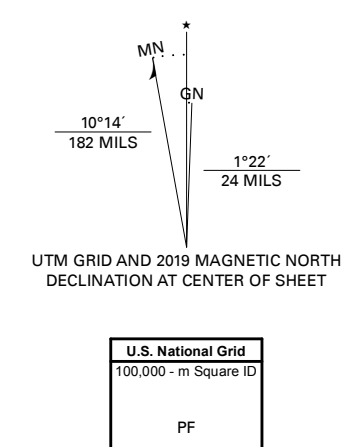 ★
MN
GN
10°14´
182 MILS
1°22´
24 MILS
UTM GRID AND 2019 MAGNETIC NORTH
DECLINATION AT CENTER OF SHEET
U.S. National Grid
100,000 - m Square ID
PF